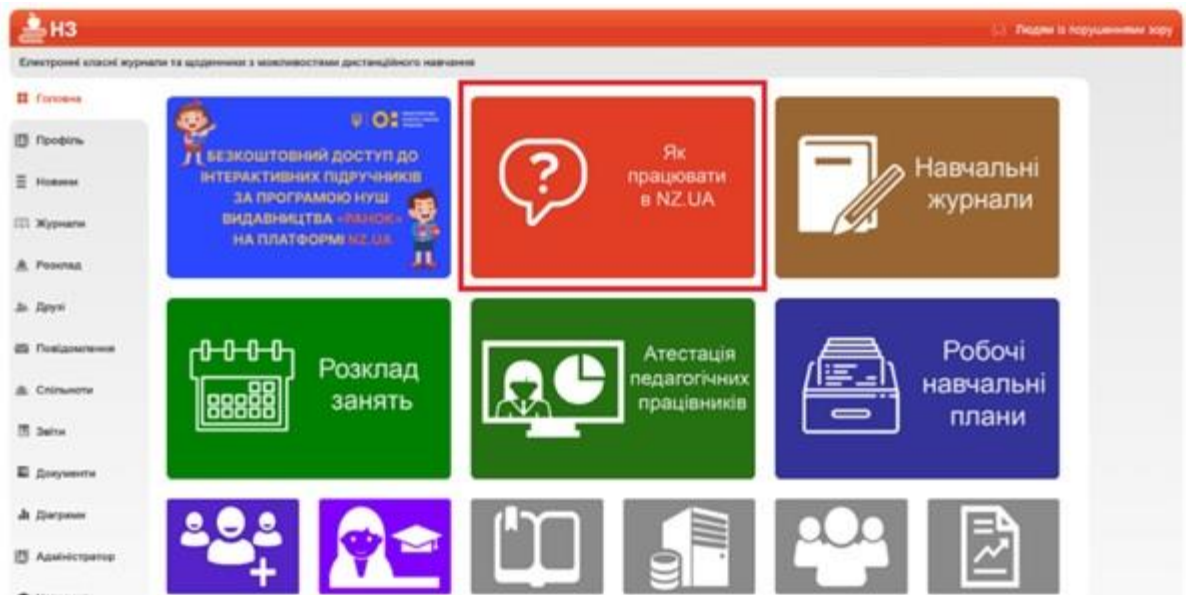 НЗ
Людям із порушеннями зору
Електронні класні журнали та щоденники з можливостями дистанційного навчання
Головна
Профіль
Новини
Журнали
Розклад
Друзі
Повідомлення
Спільноти
Звіти
Документи
Діаграми
Адміністратор
БЕЗКОШТОВНИЙ ДОСТУП ДО
ІНТЕРАКТИВНИХ ПІДРУЧНИКІВ
ЗА ПРОГРАМОЮ НУШ
ВИДАВНИЦТВА «РАНОК»
НА ПЛАТФОРМІ NZ.UA
Як
працювати
в NZ.UA
Навчальні
журнали
Розклад
занять
Атестація
педагогічних
працівників
Робочі
навчальні
плани